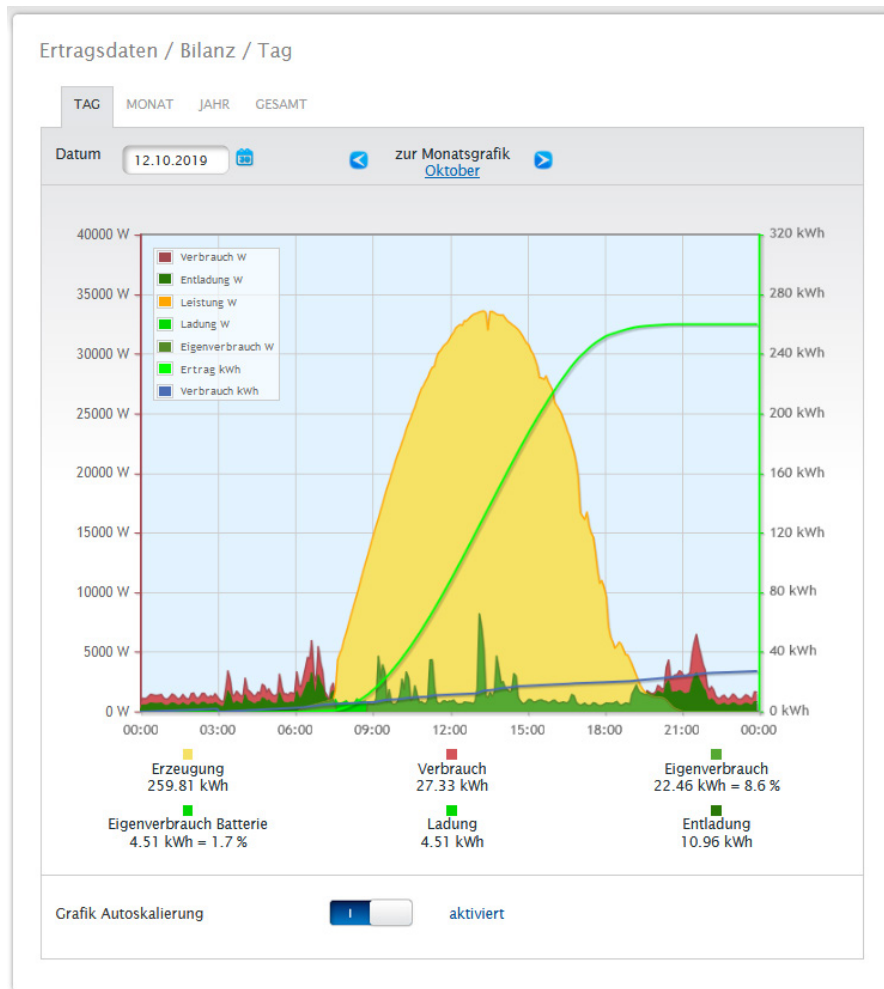 Ertragsdaten / Bilanz / Tag
TAG MONAT JAHR GESAMT
Datum 12.10.2019 30 zur Monatsgrafik
Oktober
40000 W 320 kWh
Verbrauch W
Entladung W
35000 W 280 kWh
Leistung W
Ladung W
Eigenverbrauch W
30000 W 240 kWh
Ertrag kWh
Verbrauch kWh
25000 W 200 kWh
20000 W 160 kWh
15000 W 120 kWh
10000 W 80 kWh
5000 W 40 kWh
0 W 0 kWh
00:00 03:00 06:00 09:00 12:00 15:00 18:00 21:00 00:00
Erzeugung Verbrauch Eigenverbrauch
259.81 kWh 27.33 kWh 22.46 kWh = 8.6 %
Eigenverbrauch Batterie Ladung Entladung
4.51 kWh = 1.7 % 4.51 kWh 10.96 kWh
Grafik Autoskalierung I aktiviert